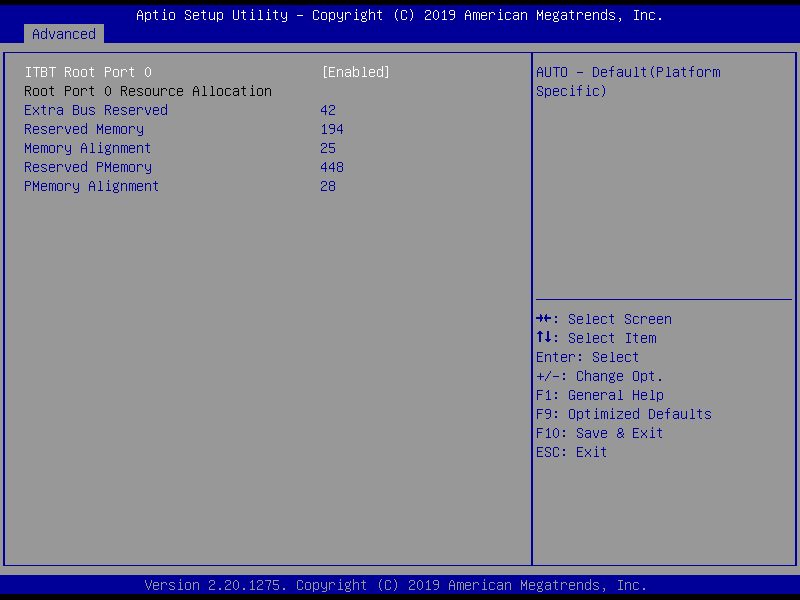 Aptio Setup Utility – Copyright (C) 2019 American Megatrends, Inc.
Advanced
ITBT Root Port 0 [Enabled]
Root Port 0 Resource Allocation
Extra Bus Reserved 42
Reserved Memory 194
Memory Alignment 25
Reserved PMemory 448
PMemory Alignment 28
AUTO – Default(Platform
Specific)
→←: Select Screen
↑↓: Select Item
Enter: Select
+/–: Change Opt.
F1: General Help
F9: Optimized Defaults
F10: Save & Exit
ESC: Exit
Version 2.20.1275. Copyright (C) 2019 American Megatrends, Inc.